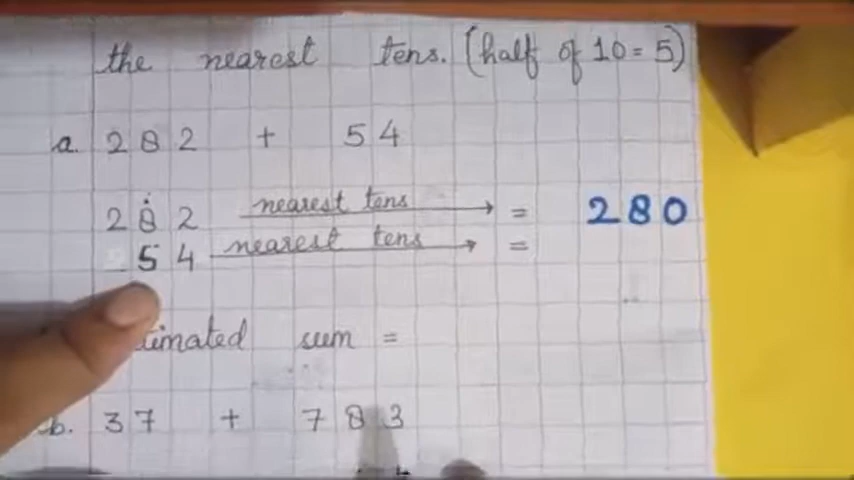 the nearest tens. (half of 10 = 5)
a. 282 + 54
282 nearest tens → = 280
54 nearest tens → =
sum =
b. 37 + 783